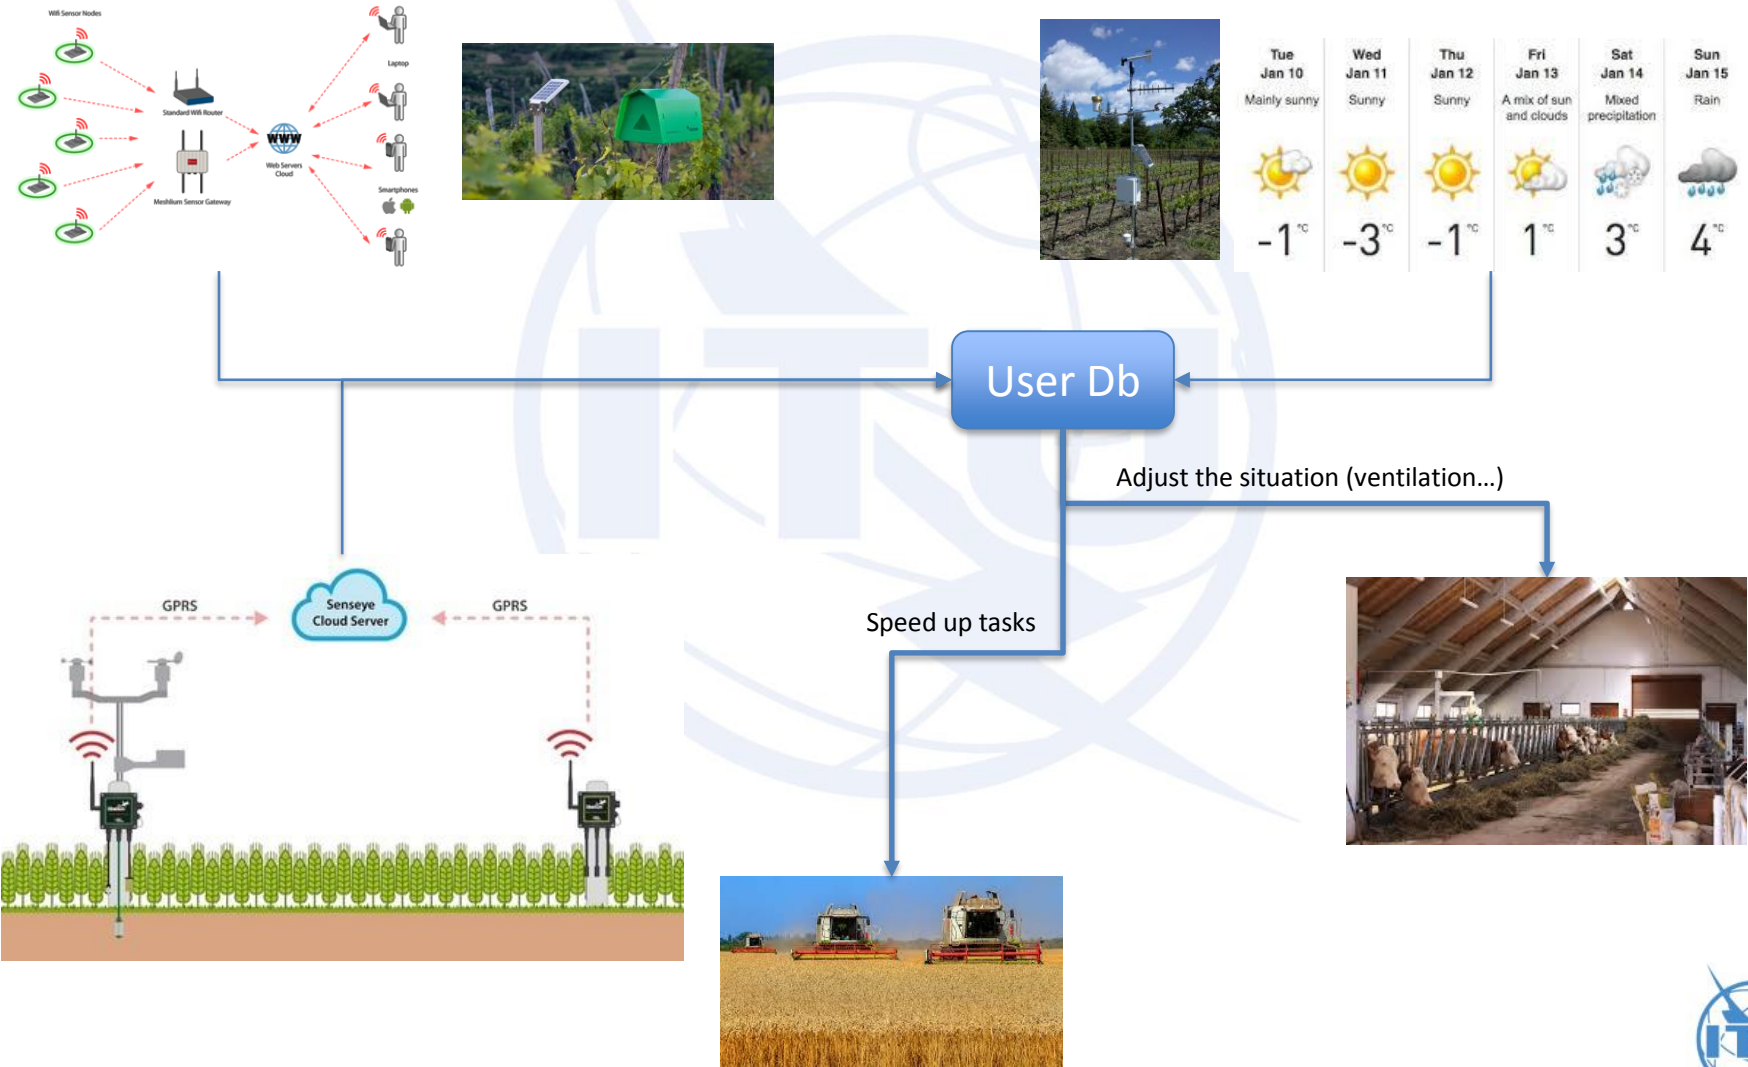 Wifi Sensor Nodes
Laptop
Standard Wifi Router
WWW
Web Servers
Cloud
Smartphones
Meshlium Sensor Gateway
Tue
Jan 10
Mainly sunny
-1°C
Wed
Jan 11
Sunny
-3°C
Thu
Jan 12
Sunny
-1°C
Fri
Jan 13
A mix of sun
and clouds
1°C
Sat
Jan 14
Mixed
precipitation
3°C
Sun
Jan 15
Rain
4°C
ITU
User Db
Adjust the situation (ventilation...)
Speed up tasks
GPRS
Senseye
Cloud Server
GPRS